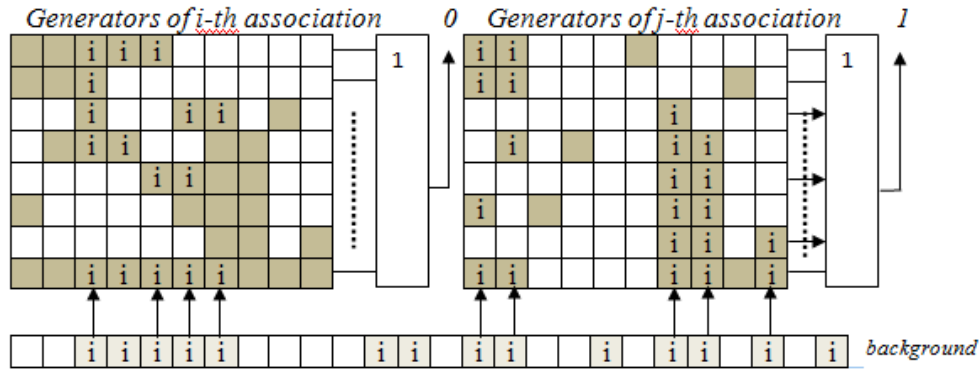 Generators of i-th association 0 Generators of j-th association 1
i i i 1 i i 1
i i i
i i i i
i i i i i
i i i i
i i i
i i i
i i i i i i i i i i
i i i i i i i i i i i i i i background